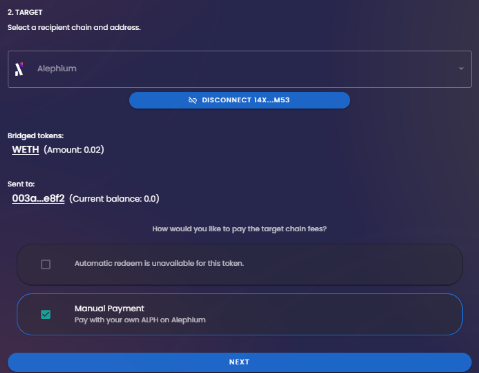 2. TARGET
Select a recipient chain and address.
Alephium
DISCONNECT 14X...M53
Bridged tokens:
WETH (Amount: 0.02)
Sent to:
003a...e8f2 (Current balance: 0.0)
How would you like to pay the target chain fees?
Automatic redeem is unavailable for this token.
Manual Payment
Pay with your own ALPH on Alephium
NEXT